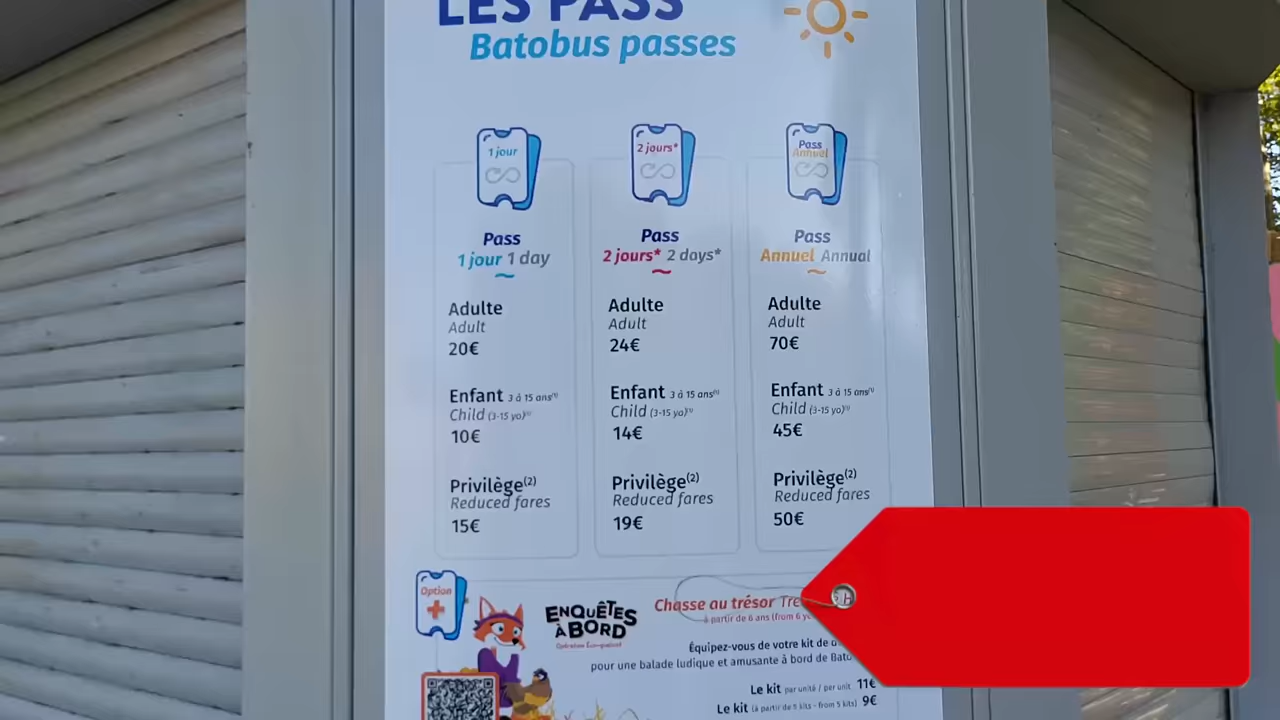 LES PASS
Batobus passes
1 jour
2 jours*
Pass
Annuel
Pass
1 jour 1 day
Adulte
Adult
20€
Enfant 3 à 15 ans(1)
Child (3-15 yo)(1)
10€
Privilège(2)
Reduced fares
15€
Pass
2 jours* 2 days*
Adulte
Adult
24€
Enfant 3 à 15 ans(1)
Child (3-15 yo)(1)
14€
Privilège(2)
Reduced fares
19€
Pass
Annuel Annual
Adulte
Adult
70€
Enfant 3 à 15 ans(1)
Child (3-15 yo)(1)
45€
Privilège(2)
Reduced fares
50€
Option
+
ENQUÊTES
À BORD
Chasse au trésor
à partir de 6 ans (from 6
Équipez-vous de votre kit de
pour une balade ludique et amusante à bord de
Le kit par unité / per unit 11€
Le kit (à partir de 5 kits - from 5 kits) 9€